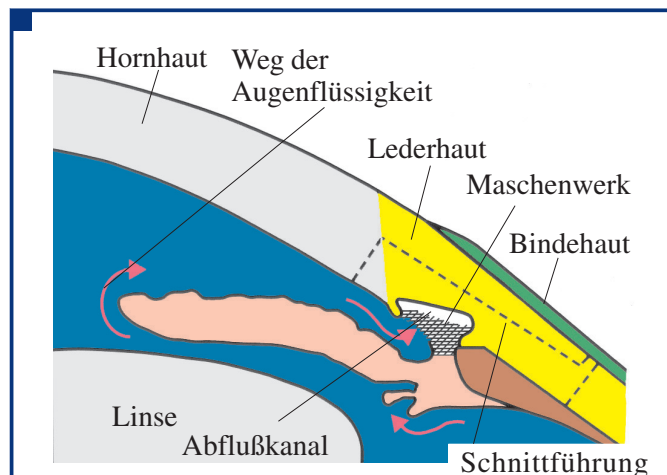 Hornhaut
Weg der
Augenflüssigkeit
Lederhaut
Maschenwerk
Bindehaut
Linse
Abflußkanal
Schnittführung